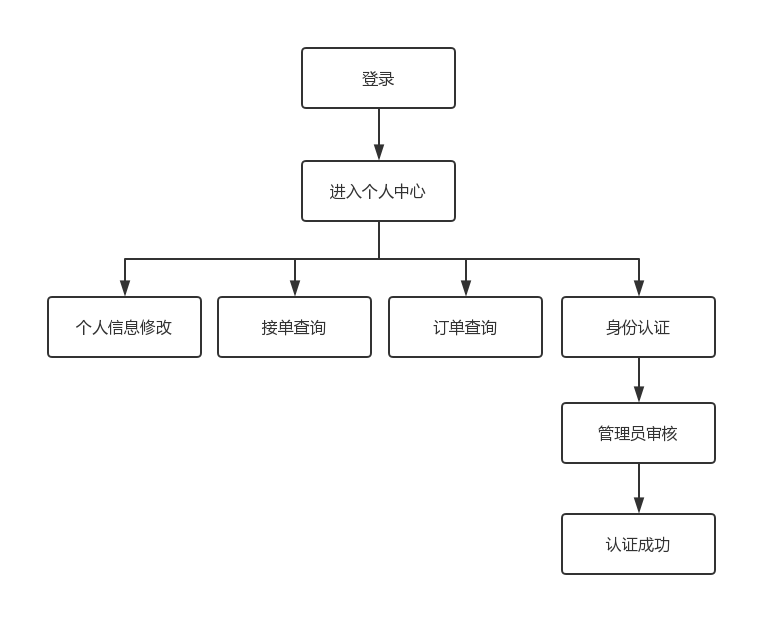 登录
进入个人中心
个人信息修改
接单查询
订单查询
身份认证
管理员审核
认证成功